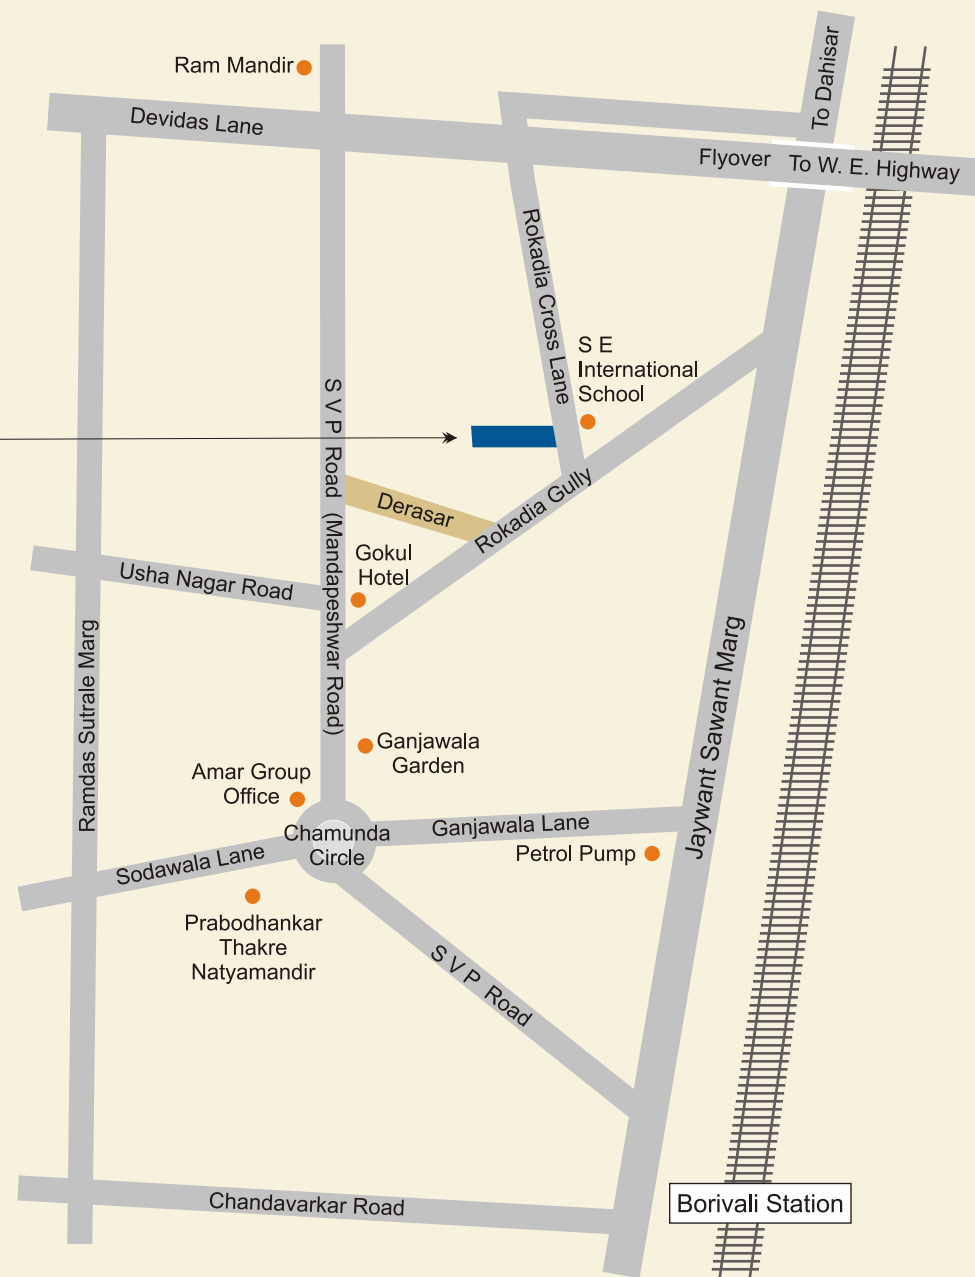 Ram Mandir
To Dahisar
Devidas Lane
Flyover
To W. E. Highway
Rokadia Cross Lane
S E
International
School
S V P Road (Mandapeshwar Road)
Derasar
Rokadia Gully
Gokul
Hotel
Usha Nagar Road
Ramdas Sutrale Marg
Jaywant Sawant Marg
Ganjawala
Garden
Amar Group
Office
Chamunda
Circle
Ganjawala Lane
Petrol Pump
Sodawala Lane
Prabodhankar
Thakre
Natyamandir
S V P Road
Chandavarkar Road
Borivali Station